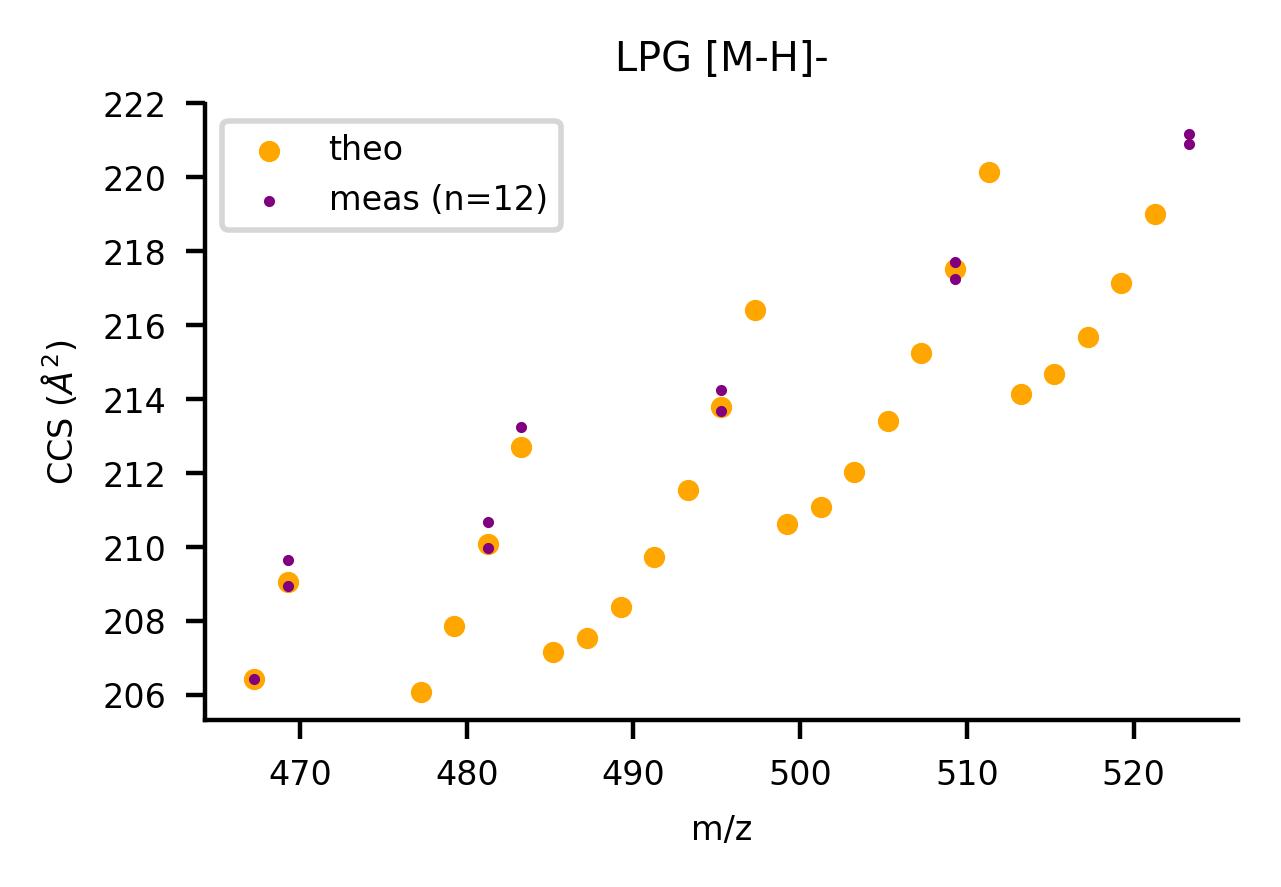 LPG [M-H]-
222
220
218
216
214
212
210
208
206
CCS (Å²)
theo
meas (n=12)
470 480 490 500 510 520
m/z